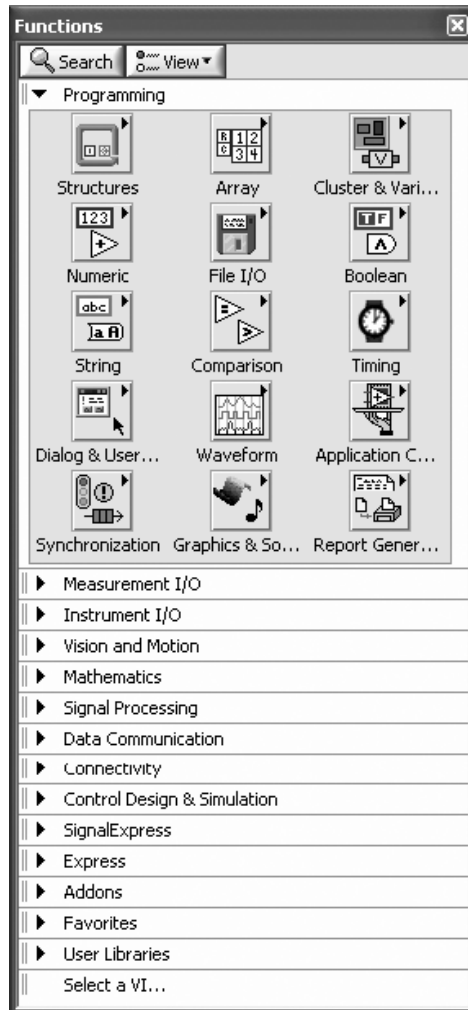 Functions
Search View
Programming
Structures Array Cluster & Vari...
Numeric File I/O Boolean
String Comparison Timing
Dialog & User... Waveform Application C...
Synchronization Graphics & So... Report Gener...
Measurement I/O
Instrument I/O
Vision and Motion
Mathematics
Signal Processing
Data Communication
Connectivity
Control Design & Simulation
SignalExpress
Express
Addons
Favorites
User Libraries
Select a VI...